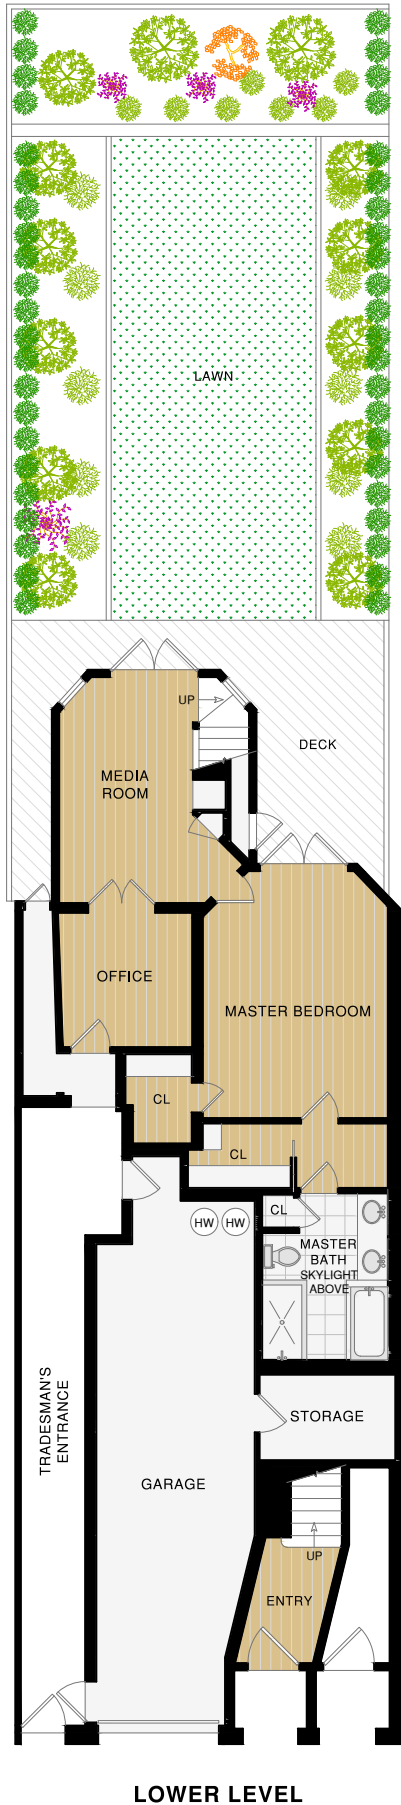 LAWN
UP
DECK
MEDIA
ROOM
OFFICE
MASTER BEDROOM
CL
CL
CL
HW HW
MASTER
BATH
SKYLIGHT
ABOVE
TRADESMAN'S
ENTRANCE
STORAGE
GARAGE
UP
ENTRY
LOWER LEVEL